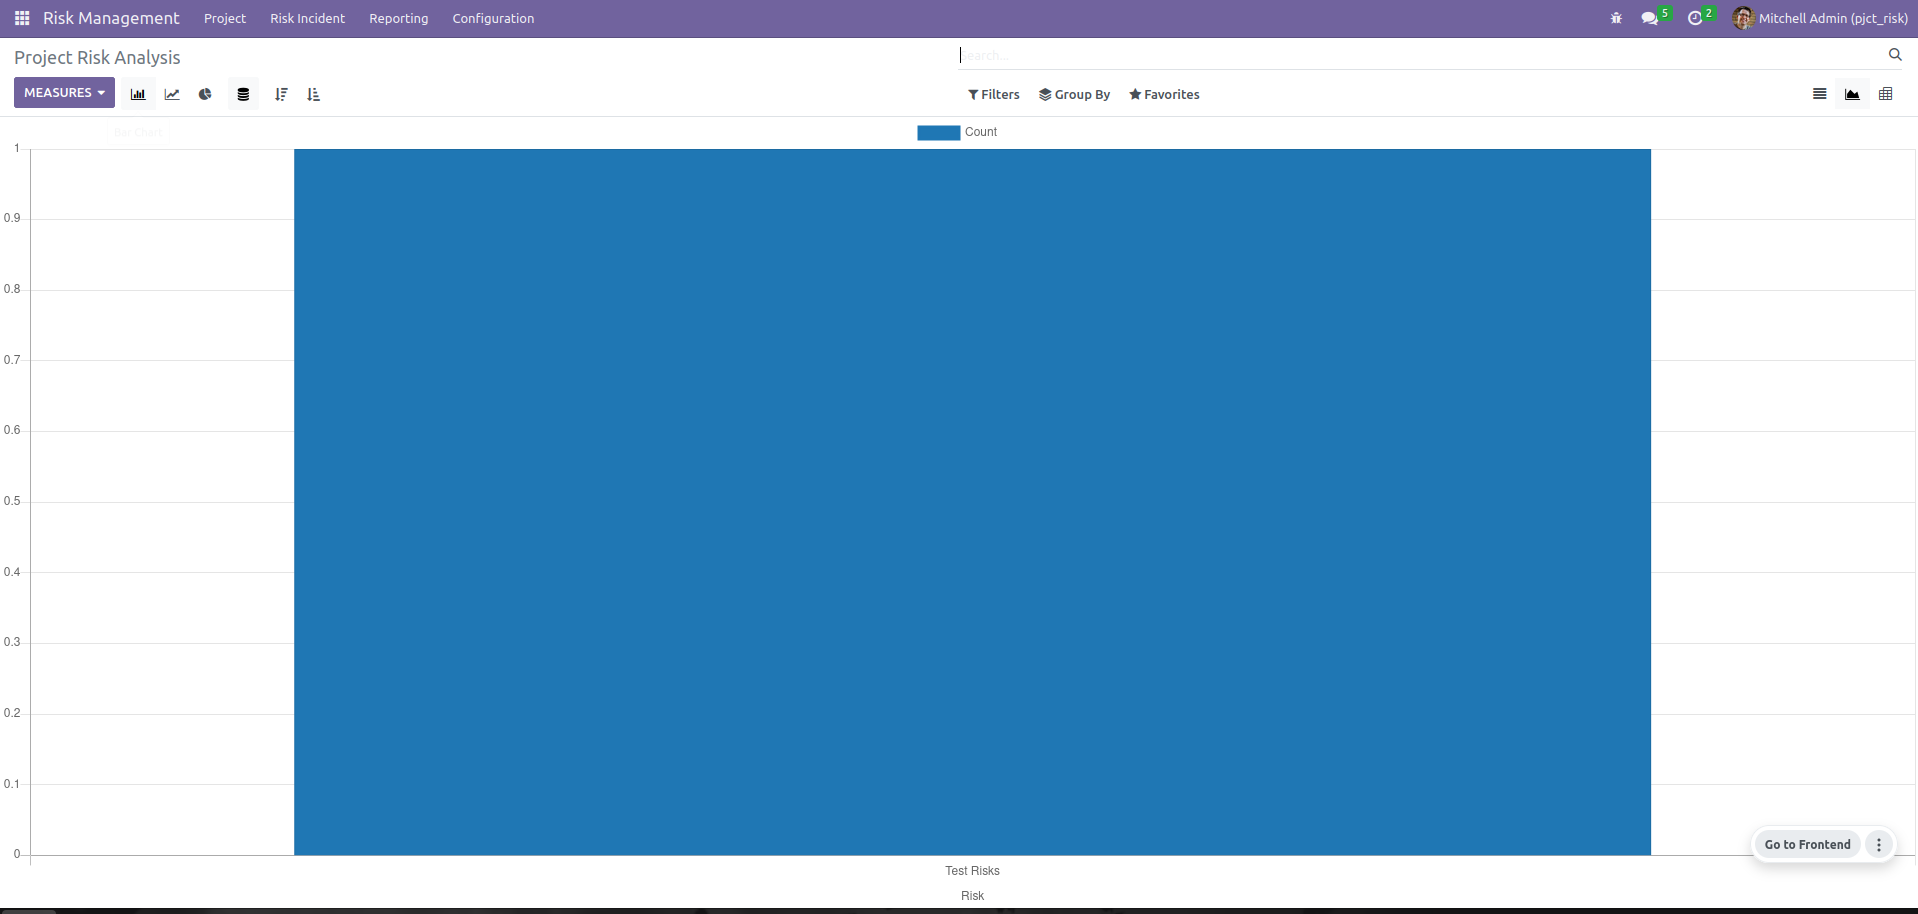 Risk Management Project Risk Incident Reporting Configuration 5 2 Mitchell Admin (pjct_risk)
Project Risk Analysis
Search...
MEASURES Filters Group By Favorites
Bar Chart
Count
1
0.9
0.8
0.7
0.6
0.5
0.4
0.3
0.2
0.1
0
Go to Frontend
Test Risks
Risk